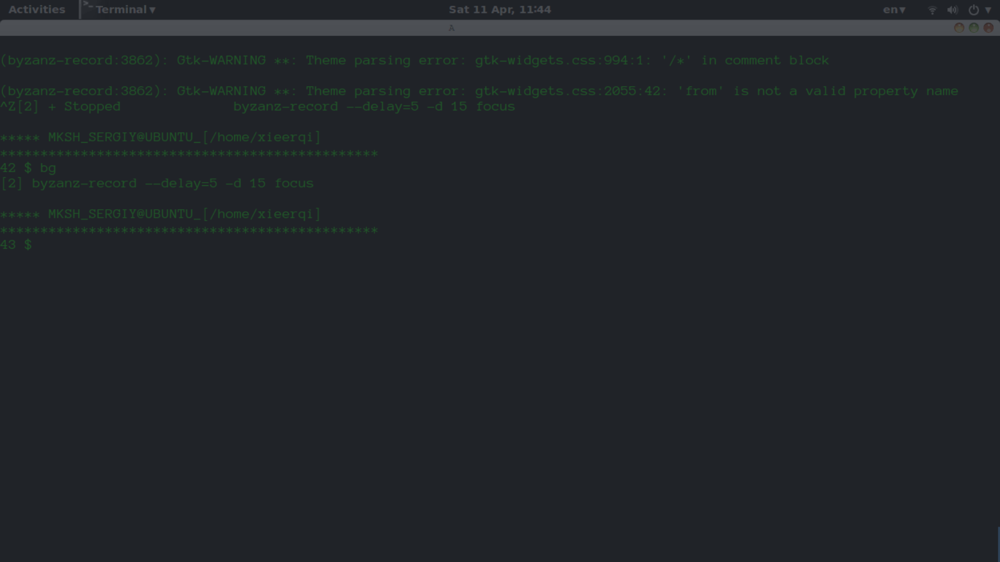 Activities >_ Terminal ▾ Sat 11 Apr, 11:44 en ▾
A
(byzanz-record:3862): Gtk-WARNING **: Theme parsing error: gtk-widgets.css:994:1: '/*' in comment block
(byzanz-record:3862): Gtk-WARNING **: Theme parsing error: gtk-widgets.css:2055:42: 'from' is not a valid property name
^Z[2] + Stopped              byzanz-record --delay=5 -d 15 focus
***** MKSH_SERGIY@UBUNTU_[/home/xieerqi]
***********************************************
42 $ bg
[2] byzanz-record --delay=5 -d 15 focus
***** MKSH_SERGIY@UBUNTU_[/home/xieerqi]
***********************************************
43 $